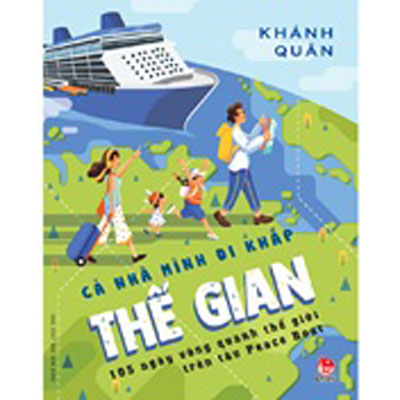 KHÁNH
QUÂN
CẢ NHÀ MÌNH ĐI KHẮP
THẾ GIAN
105 ngày vòng quanh thế giới
trên tàu Peace Boat